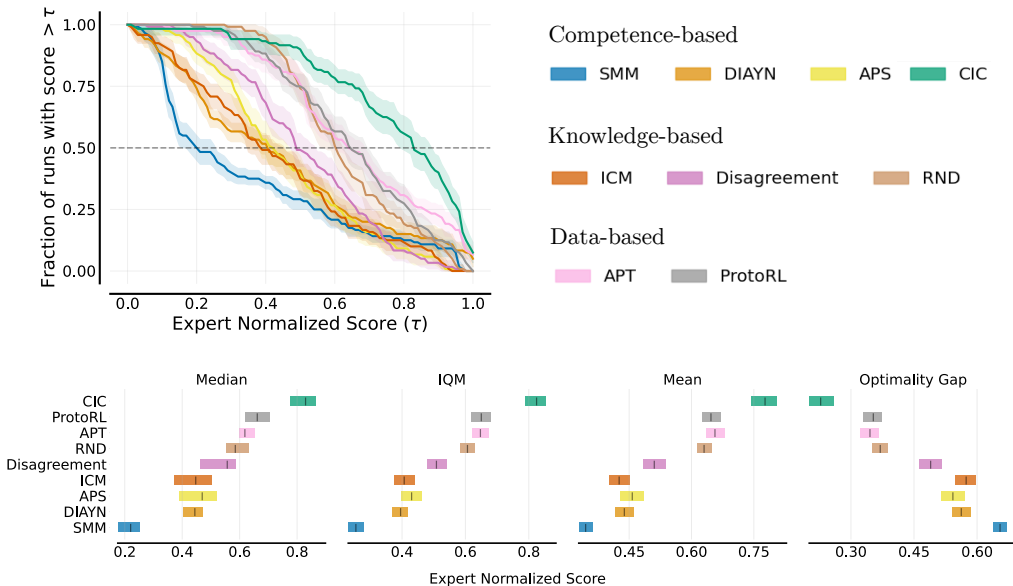 Fraction of runs with score > τ
1.00
0.75
0.50
0.25
0.00
0.0 0.2 0.4 0.6 0.8 1.0
Expert Normalized Score (τ)
Competence-based
SMM DIAYN APS CIC
Knowledge-based
ICM Disagreement RND
Data-based
APT ProtoRL
Median IQM Mean Optimality Gap
CIC
ProtoRL
APT
RND
Disagreement
ICM
APS
DIAYN
SMM
0.2 0.4 0.6 0.8 0.4 0.6 0.8 0.45 0.60 0.75 0.30 0.45 0.60
Expert Normalized Score